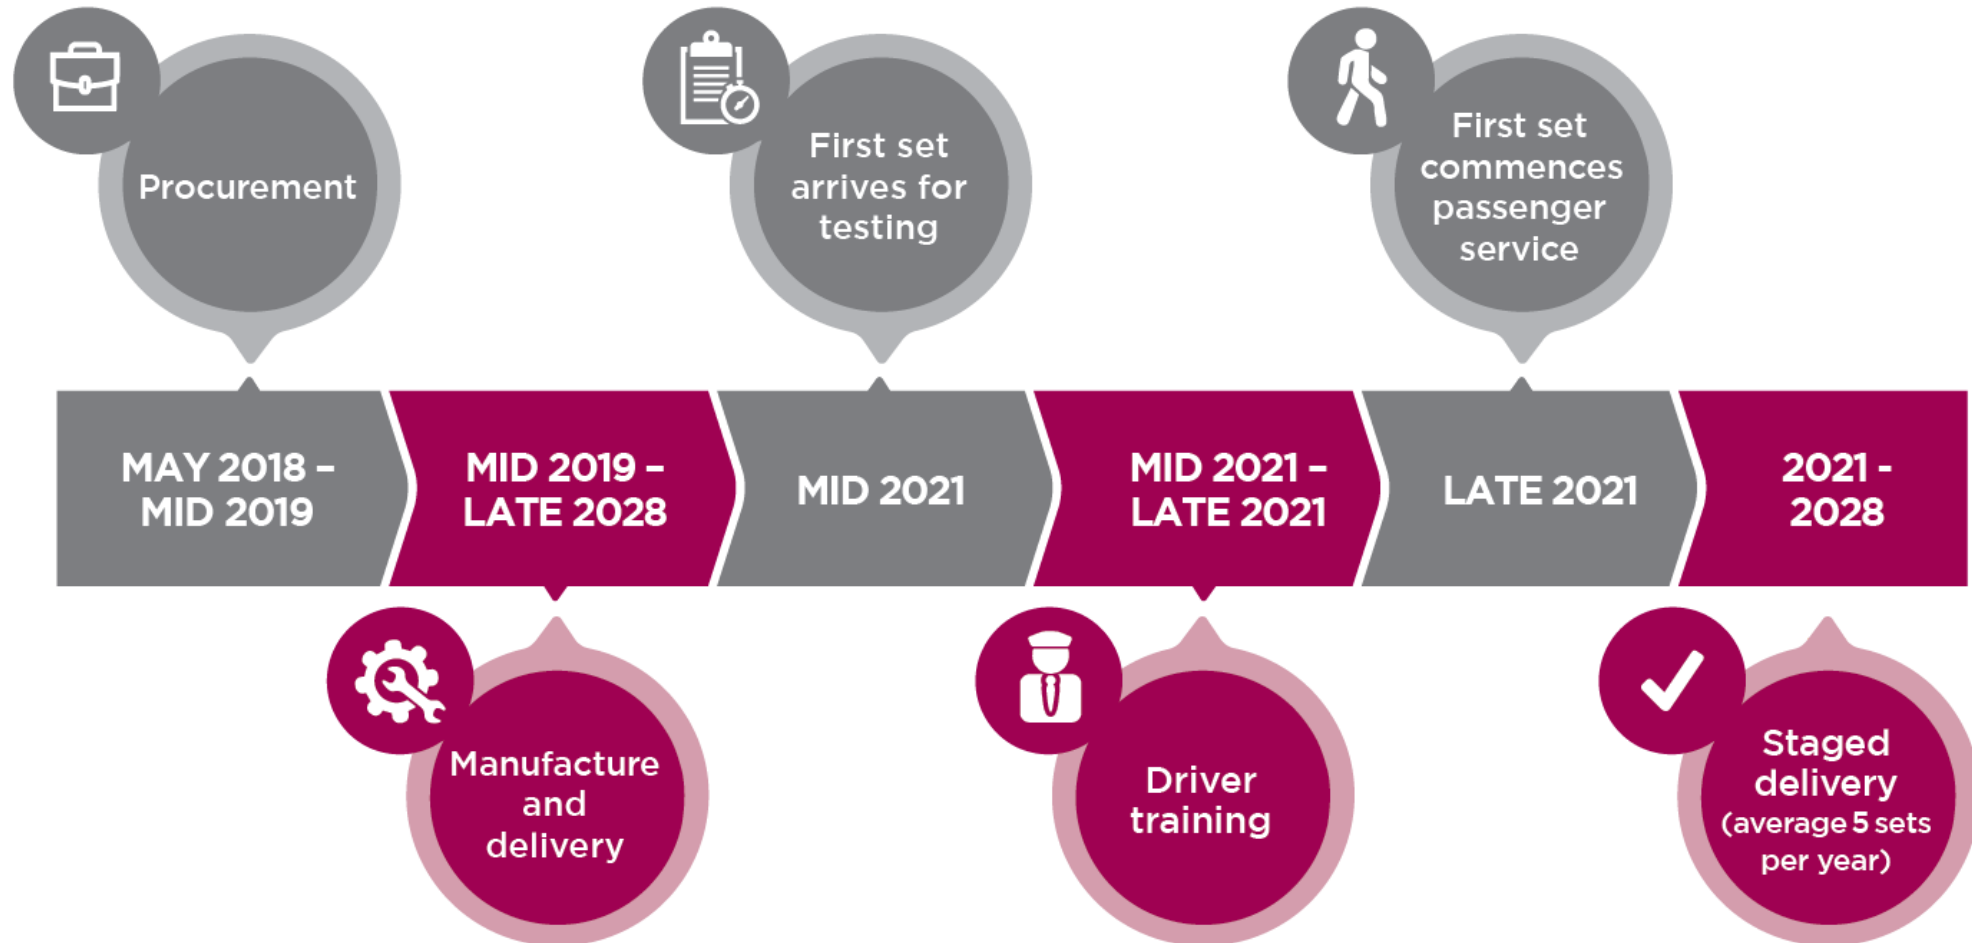 Procurement
First set
arrives for
testing
First set
commences
passenger
service
MAY 2018 –
MID 2019
MID 2019 –
LATE 2028
MID 2021
MID 2021 –
LATE 2021
LATE 2021
2021 -
2028
Manufacture
and
delivery
Driver
training
Staged
delivery
(average 5 sets
per year)